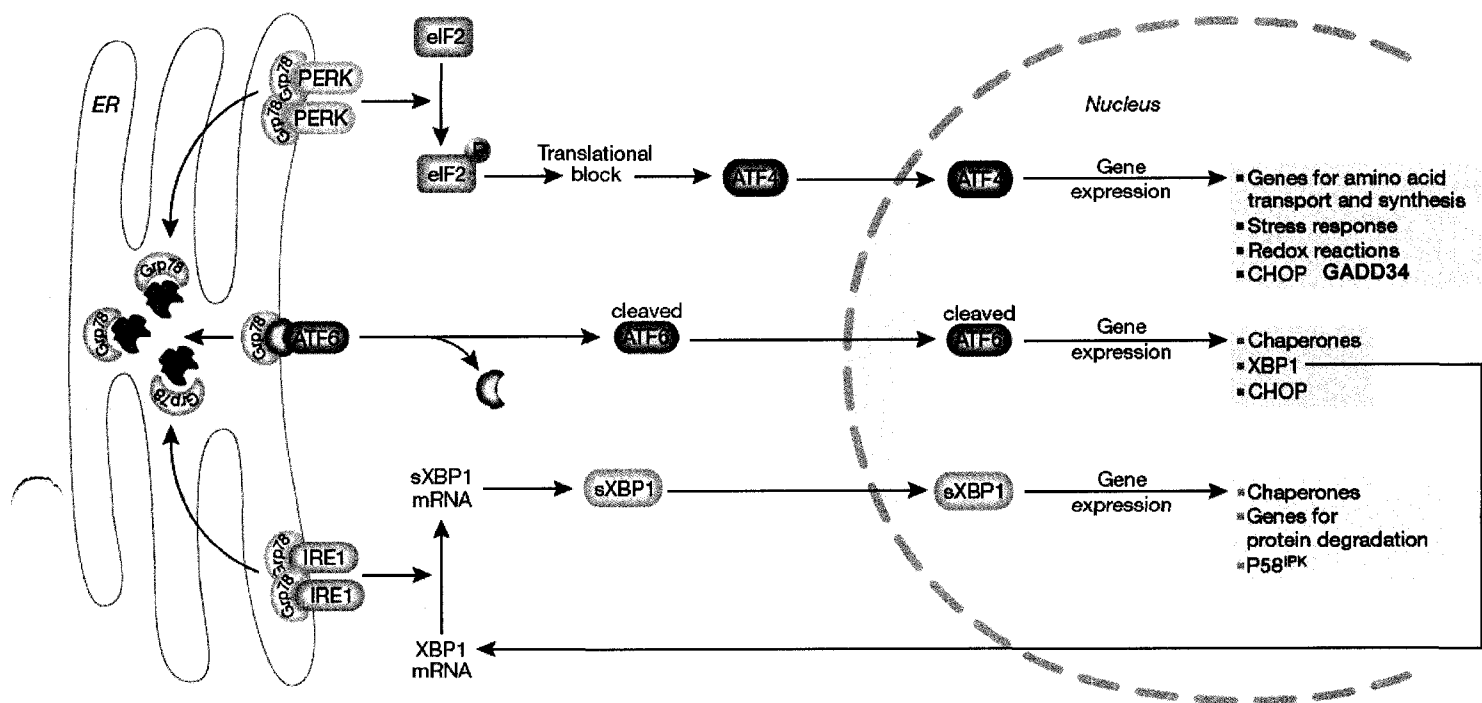 eIF2
Grp78
PERK
Grp78
PERK
ER
Nucleus
eIF2
P
Translational
block
ATF4
ATF4
Gene
expression
▪ Genes for amino acid
transport and synthesis
▪ Stress response
▪ Redox reactions
▪ CHOP GADD34
Grp78
Grp78
Grp78
Grp78
ATF6
cleaved
ATF6
cleaved
ATF6
Gene
expression
▪ Chaperones
▪ XBP1
▪ CHOP
sXBP1
mRNA
sXBP1
sXBP1
Gene
expression
▪ Chaperones
▪ Genes for
protein degradation
▪ P58IPK
Grp78
IRE1
Grp78
IRE1
XBP1
mRNA